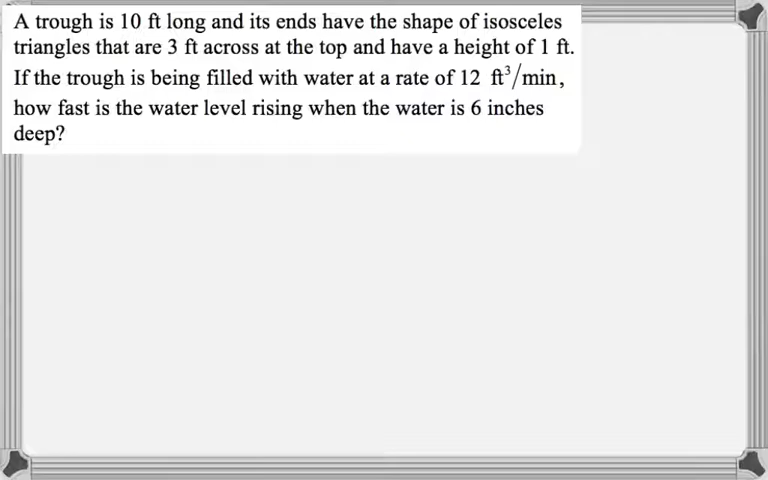 A trough is 10 ft long and its ends have the shape of isosceles
triangles that are 3 ft across at the top and have a height of 1 ft.
If the trough is being filled with water at a rate of 12 ft³/min,
how fast is the water level rising when the water is 6 inches
deep?